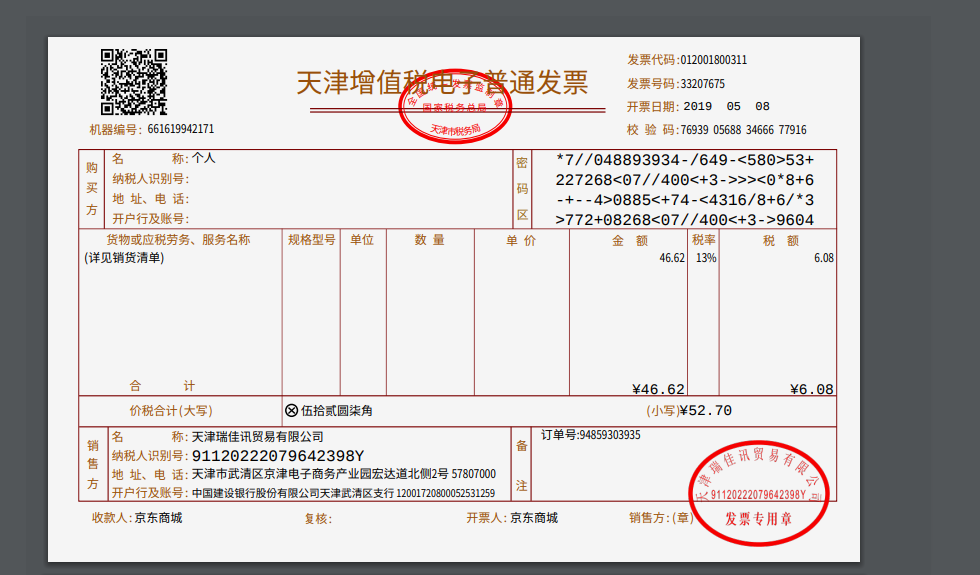 天津增值税电子普通发票
全国统一发票监制章
国家税务总局
天津市税务局
发票代码:012001800311
发票号码:33207675
开票日期: 2019 05 08
校 验 码:76939 05688 34666 77916
机器编号: 661619942171
购买方
名 称: 个人
纳税人识别号:
地 址、电 话:
开户行及账号:
密码区
*7//048893934-/649-<580>53+
227268<07//400<+3->>><0*8+6
-+--4>0885<+74-<4316/8+6/*3
>772+08268<07//400<+3->9604
货物或应税劳务、服务名称 规格型号 单位 数 量 单 价 金 额 税率 税 额
(详见销货清单) 46.62 13% 6.08
合 计 ¥46.62 ¥6.08
价税合计(大写) ⊗伍拾贰圆柒角 (小写)¥52.70
销售方
名 称: 天津瑞佳讯贸易有限公司
纳税人识别号: 91120222079642398Y
地 址、电 话: 天津市武清区京津电子商务产业园宏达道北侧2号 57807000
开户行及账号: 中国建设银行股份有限公司天津武清区支行 12001720800052531259
备注
订单号:94859303935
天津瑞佳讯贸易有限公司
91120222079642398Y
发票专用章
收款人: 京东商城 复核: 开票人: 京东商城 销售方: (章)